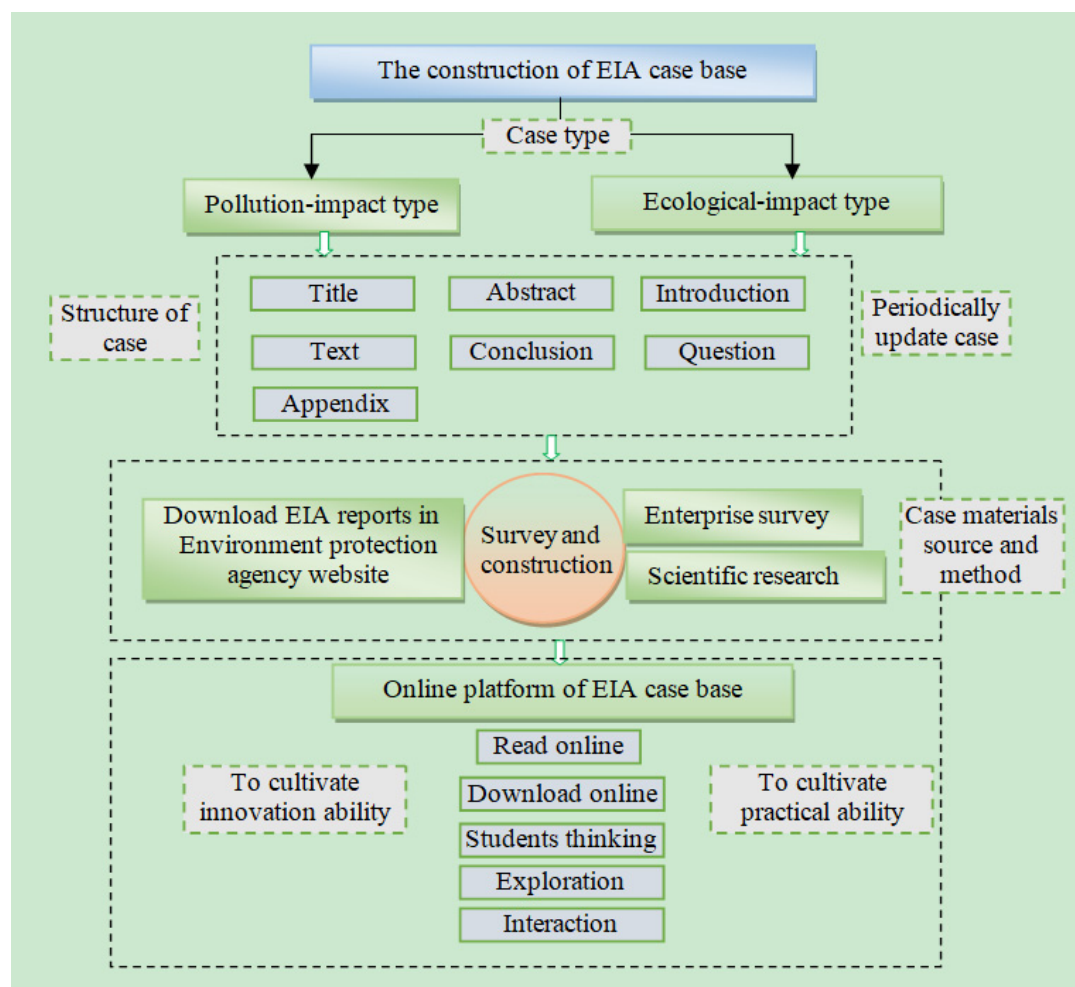 The construction of EIA case base
Case type
Pollution-impact type
Ecological-impact type
Structure of
case
Title
Abstract
Introduction
Text
Conclusion
Question
Appendix
Periodically
update case
Download EIA reports in
Environment protection
agency website
Survey and
construction
Enterprise survey
Scientific research
Case materials
source and
method
Online platform of EIA case base
Read online
Download online
Students thinking
Exploration
Interaction
To cultivate
innovation ability
To cultivate
practical ability